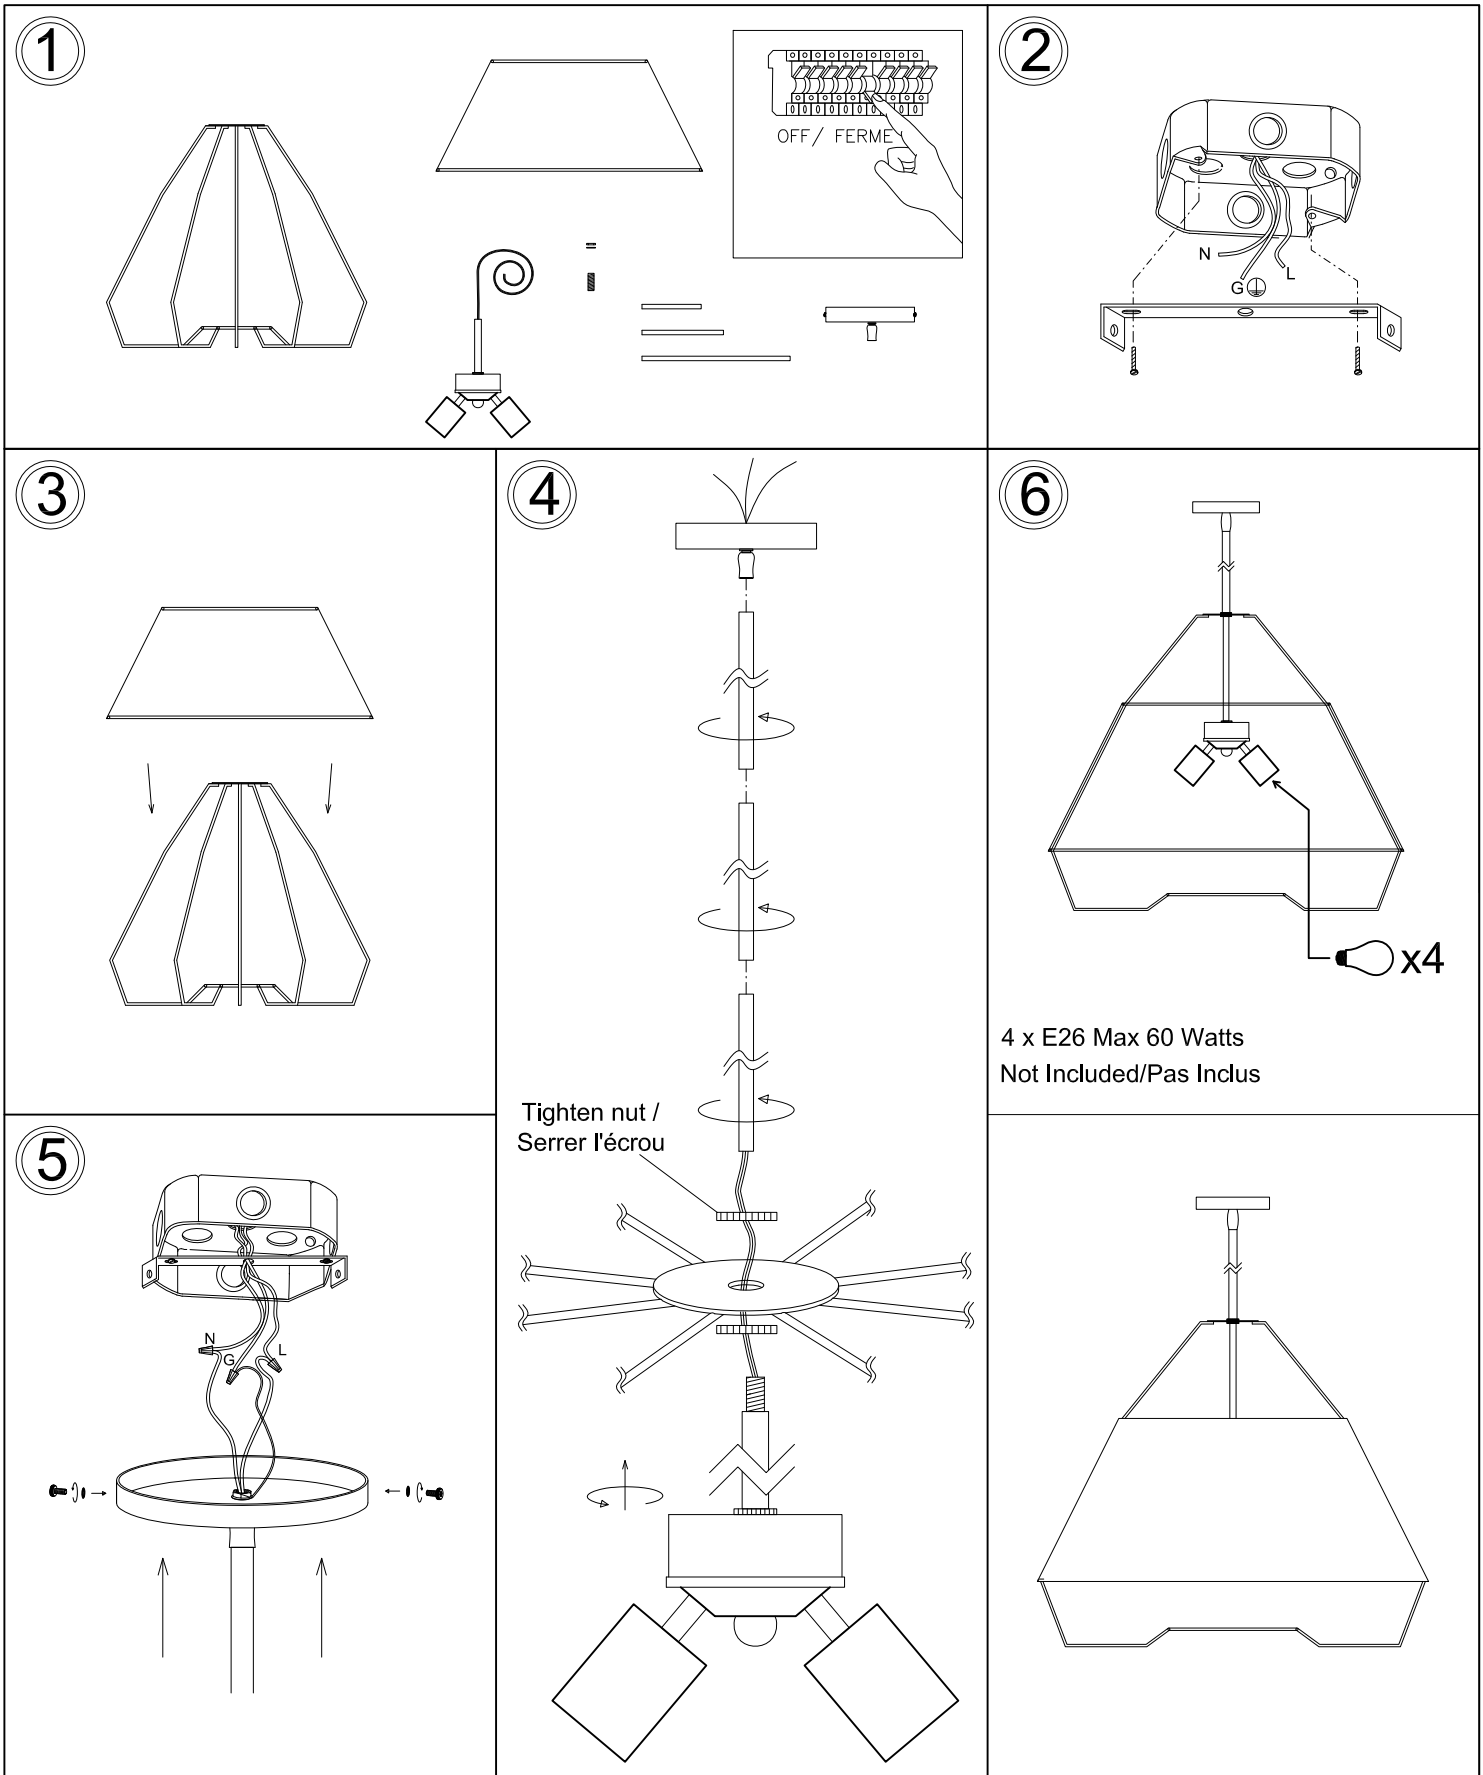 1
OFF/ FERME
2
N
G
L
3
4
Tighten nut /
Serrer l'écrou
5
N
G
L
6
x4
4 x E26 Max 60 Watts
Not Included/Pas Inclus